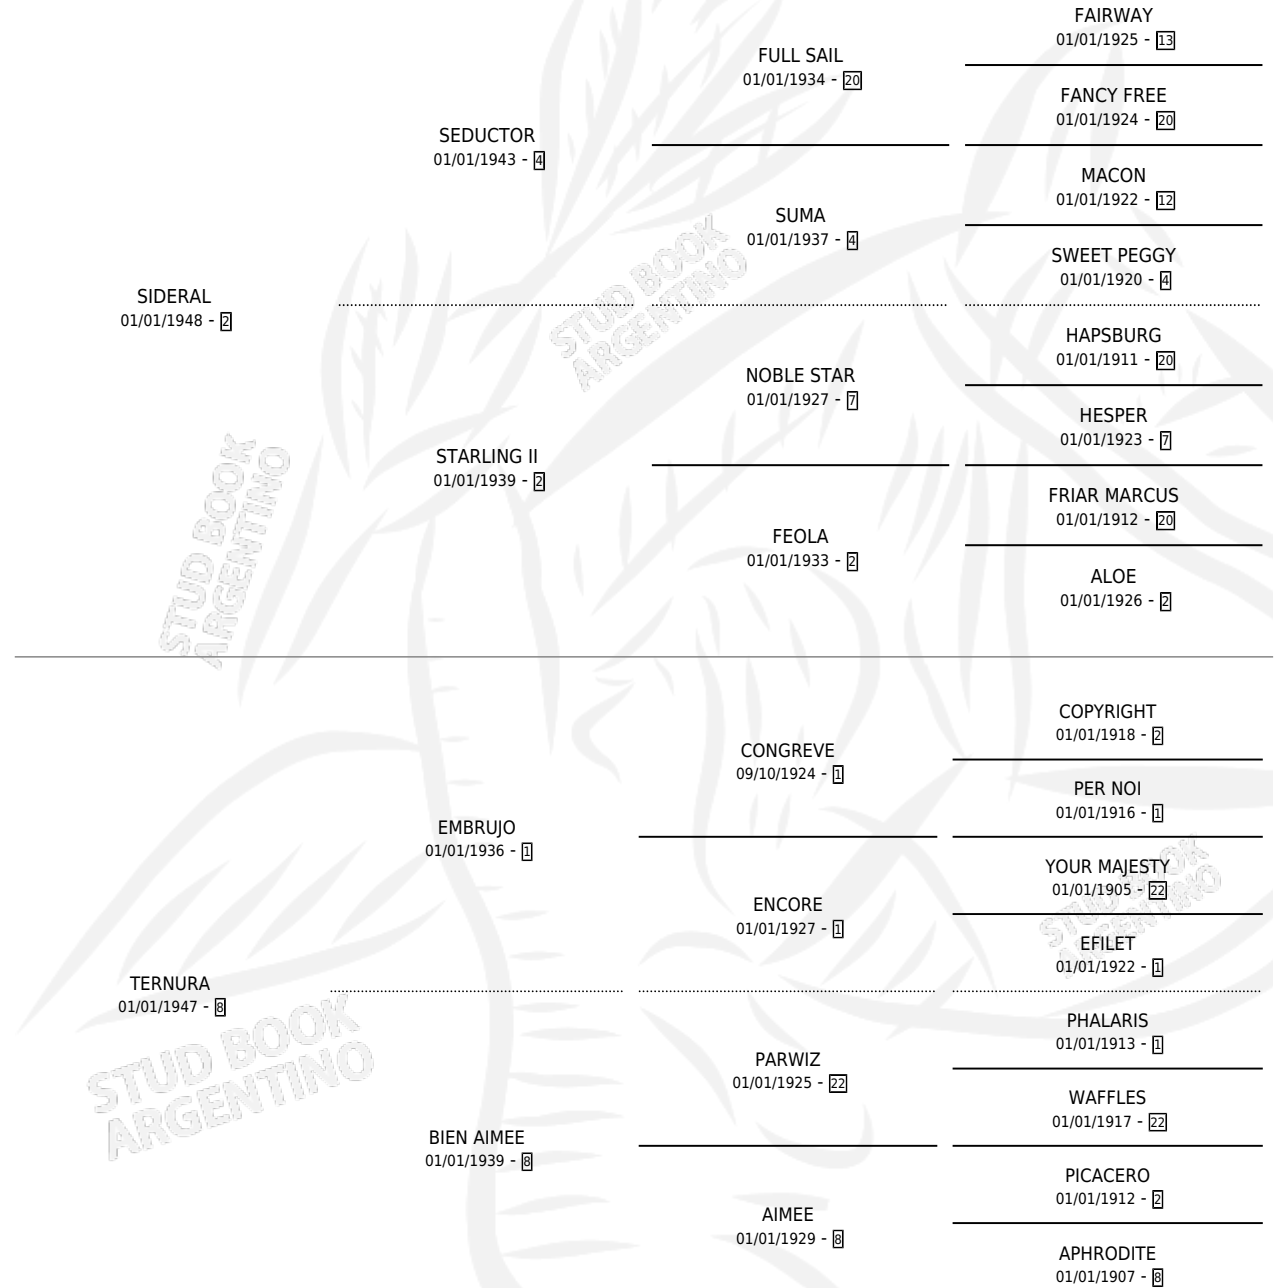 FAIRWAY
01/01/1925 - 13
FULL SAIL
01/01/1934 - 20
FANCY FREE
01/01/1924 - 20
SEDUCTOR
01/01/1943 - 4
MACON
01/01/1922 - 12
SUMA
01/01/1937 - 4
SWEET PEGGY
01/01/1920 - 4
SIDERAL
01/01/1948 - 2
HAPSBURG
01/01/1911 - 20
NOBLE STAR
01/01/1927 - 7
HESPER
01/01/1923 - 7
STARLING II
01/01/1939 - 2
FRIAR MARCUS
01/01/1912 - 20
FEOLA
01/01/1933 - 2
ALOE
01/01/1926 - 2
COPYRIGHT
01/01/1918 - 2
CONGREVE
09/10/1924 - 1
PER NOI
01/01/1916 - 1
EMBRUJO
01/01/1936 - 1
YOUR MAJESTY
01/01/1905 - 22
ENCORE
01/01/1927 - 1
EFILET
01/01/1922 - 1
TERNURA
01/01/1947 - 8
PHALARIS
01/01/1913 - 1
PARWIZ
01/01/1925 - 22
WAFFLES
01/01/1917 - 22
BIEN AIMEE
01/01/1939 - 8
PICACERO
01/01/1912 - 2
AIMEE
01/01/1929 - 8
APHRODITE
01/01/1907 - 8
STUD BOOK
ARGENTINO
STUD BOOK
ARGENTINO
STUD BOOK
ARGENTINO
STUD BOOK
ARGENTINO